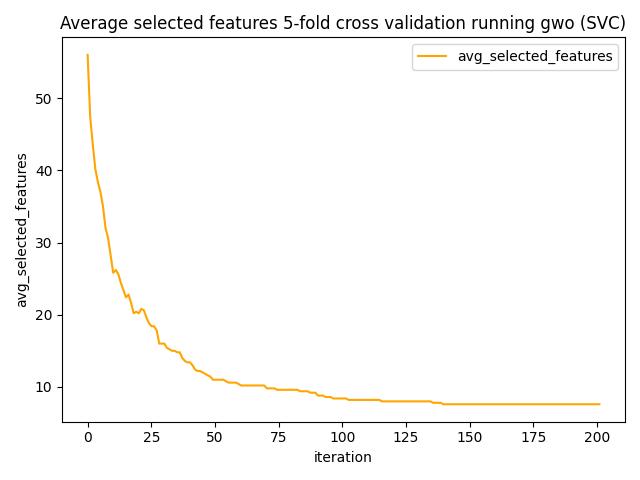 Average selected features 5-fold cross validation running gwo (SVC)
avg_selected_features
avg_selected_features
50
40
30
20
10
0 25 50 75 100 125 150 175 200
iteration